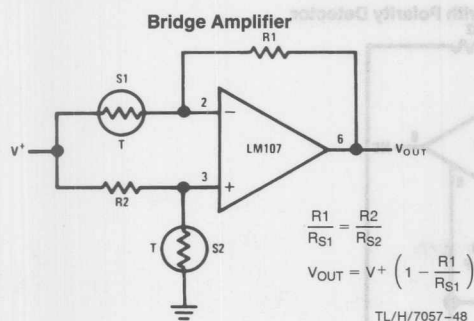 Bridge Amplifier
R1
S1
2
T
V+
LM107
6
VOUT
3
R2
T
S2
R1/RS1 = R2/RS2
VOUT = V+ (1 − R1/RS1)
TL/H/7057–48